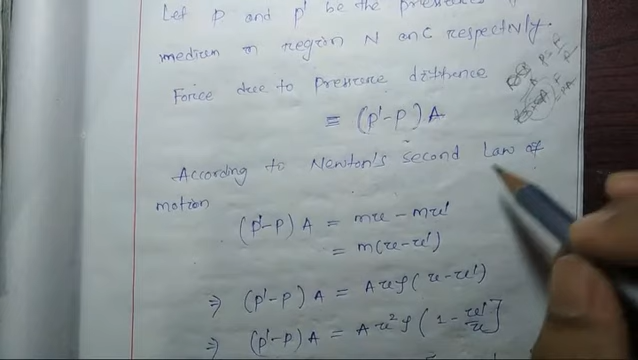 Let P and P' be the pressures
medium in region N and C respectively.
Force due to Pressure diffence
= (P'-P) A
According to Newton's second Law of
motion
(P'-P) A = mu - mu'
= m(u-u')
⇒ (P'-P) A = Auρ(u-u')
⇒ (P'-P) A = Au²ρ[1-u'/u]